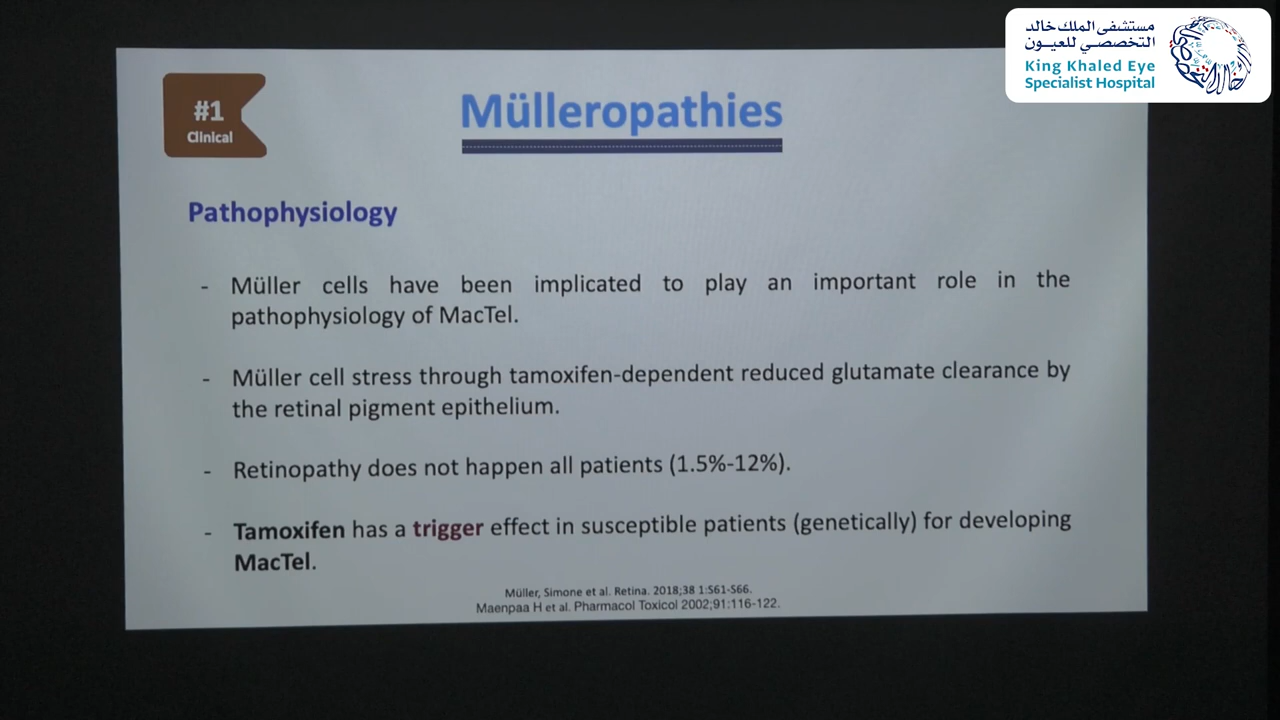 مستشفى الملك خالد
التخصصي للعيون
King Khaled Eye
Specialist Hospital
#1
Clinical
Mülleropathies
Pathophysiology
- Müller cells have been implicated to play an important role in the
pathophysiology of MacTel.
- Müller cell stress through tamoxifen-dependent reduced glutamate clearance by
the retinal pigment epithelium.
- Retinopathy does not happen all patients (1.5%-12%).
- Tamoxifen has a trigger effect in susceptible patients (genetically) for developing
MacTel.
Müller, Simone et al. Retina. 2018;38 1:S61-S66.
Maenpaa H et al. Pharmacol Toxicol 2002;91:116-122.